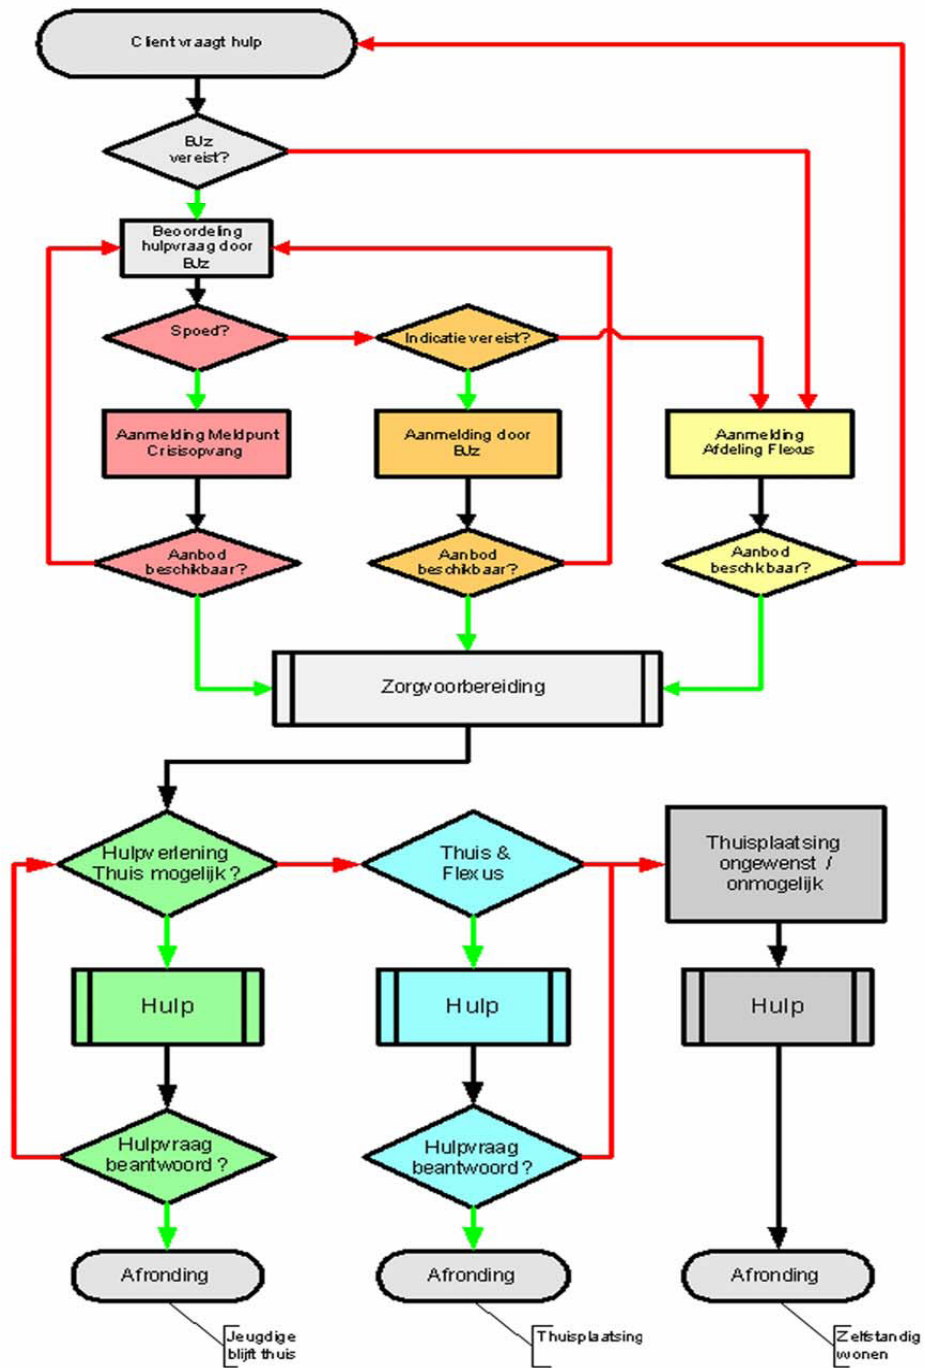 Client vraagt hulp
BJz
vereist?
Beoordeling
hulpvraag door
BJz
Spoed?
Indicatie vereist?
Aanmelding Meldpunt
Crisisopvang
Aanmelding door
BJz
Aanmelding
Afdeling Flexus
Aanbod
beschikbaar?
Aanbod
beschikbaar?
Aanbod
beschikbaar?
Zorgvoorbereiding
Hulpverlening
Thuis mogelijk?
Thuis &
Flexus
Thuisplaatsing
ongewenst /
onmogelijk
Hulp
Hulp
Hulp
Hulpvraag
beantwoord?
Hulpvraag
beantwoord?
Afronding
Afronding
Afronding
Jeugdige
blijft thuis
Thuisplaatsing
Zelfstandig
wonen